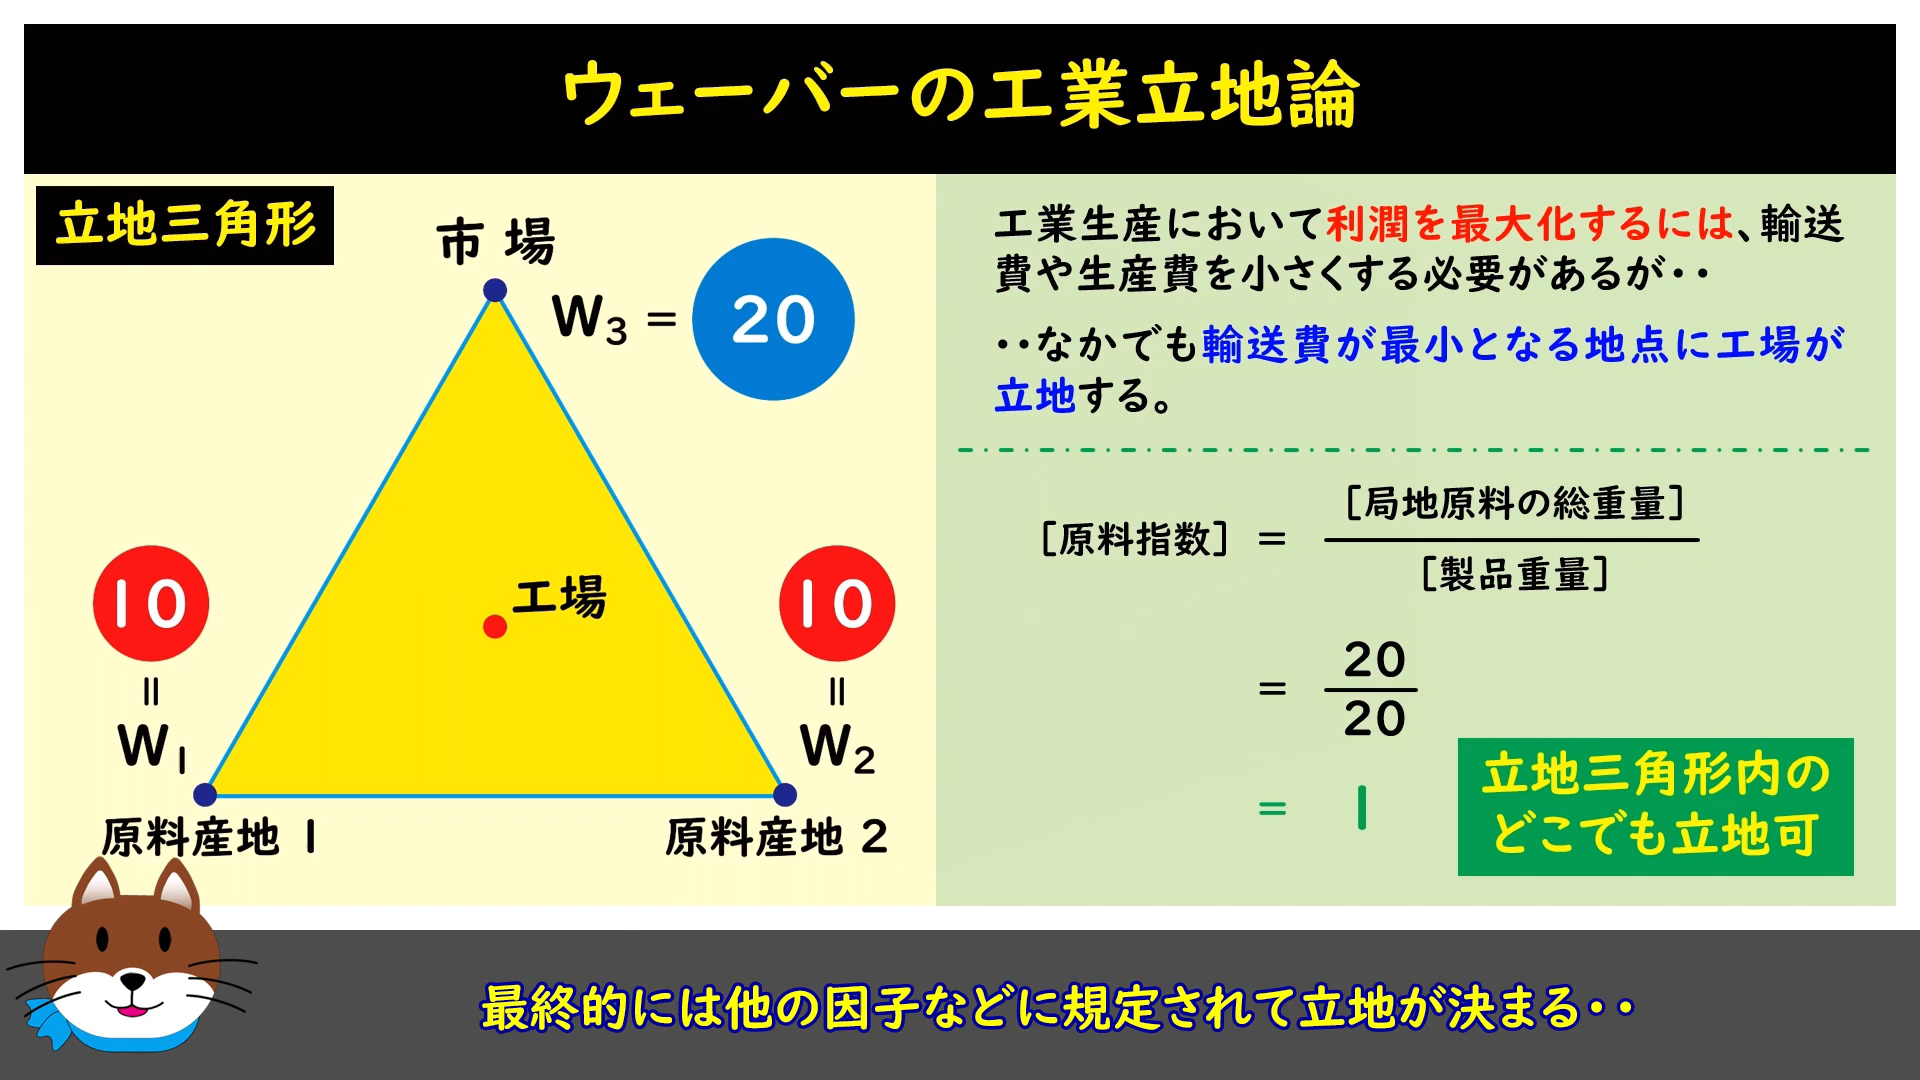 ウェーバーの工業立地論
立地三角形
市 場
W3 = 20
工場
10
=
W1
原料産地 1
10
=
W2
原料産地 2
工業生産において利潤を最大化するには、輸送
費や生産費を小さくする必要があるが・・
・・なかでも輸送費が最小となる地点に工場が
立地する。
[原料指数] = [局地原料の総重量]
[製品重量]
= 20
20
= 1
立地三角形内の
どこでも立地可
最終的には他の因子などに規定されて立地が決まる・・